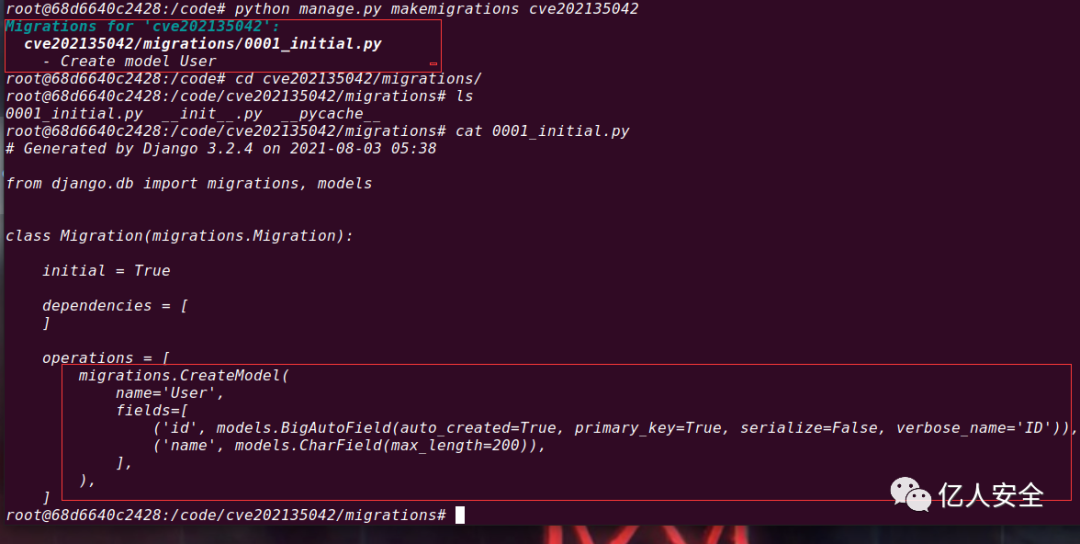 root@68d6640c2428:/code# python manage.py makemigrations cve202135042
Migrations for 'cve202135042':
  cve202135042/migrations/0001_initial.py
    - Create model User
root@68d6640c2428:/code# cd cve202135042/migrations/
root@68d6640c2428:/code/cve202135042/migrations# ls
0001_initial.py  __init__.py  __pycache__
root@68d6640c2428:/code/cve202135042/migrations# cat 0001_initial.py
# Generated by Django 3.2.4 on 2021-08-03 05:38
from django.db import migrations, models
class Migration(migrations.Migration):
    initial = True
    dependencies = [
    ]
    operations = [
        migrations.CreateModel(
            name='User',
            fields=[
                ('id', models.BigAutoField(auto_created=True, primary_key=True, serialize=False, verbose_name='ID')),
                ('name', models.CharField(max_length=200)),
            ],
        ),
    ]
root@68d6640c2428:/code/cve202135042/migrations#
亿人安全